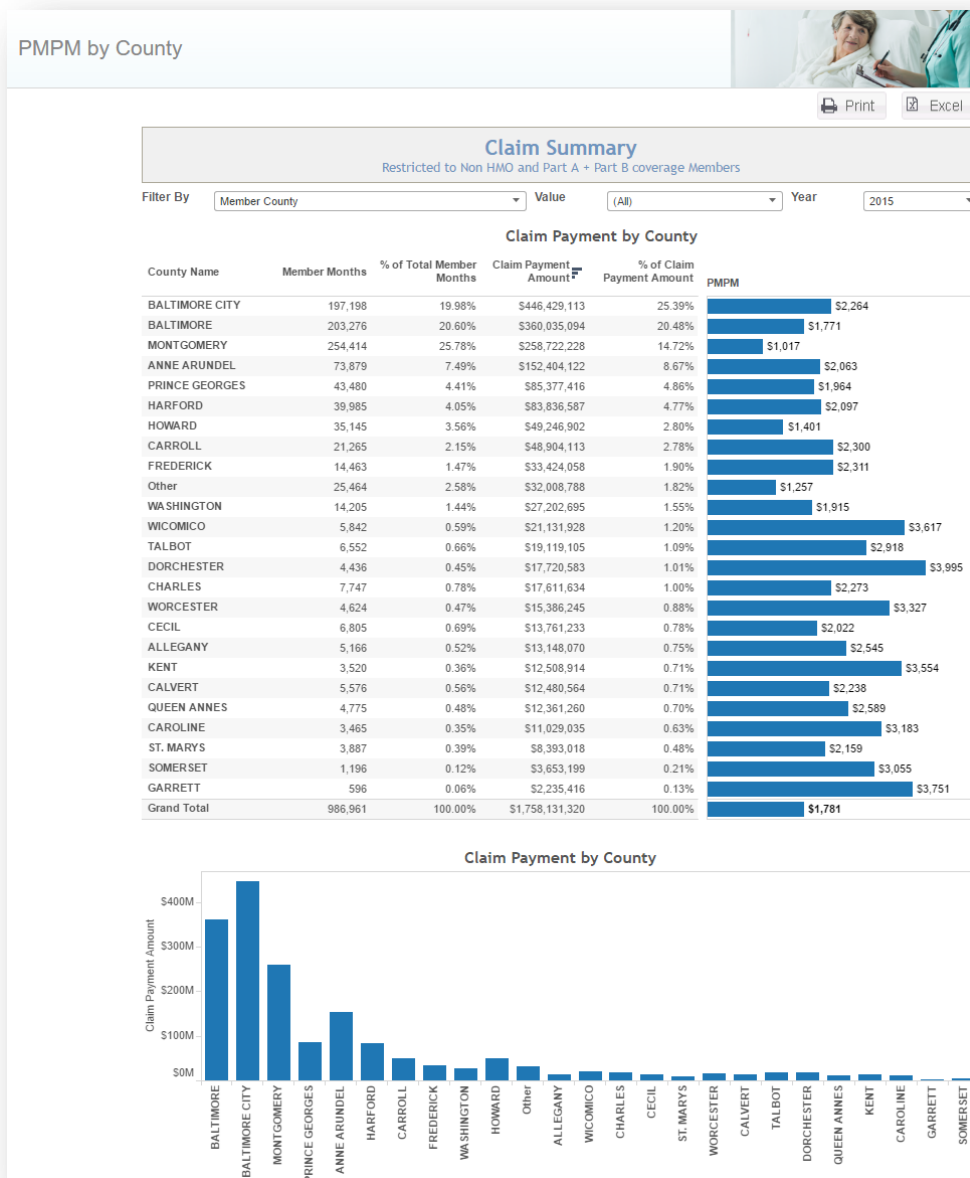 PMPM by County
Print Excel
Claim Summary
Restricted to Non HMO and Part A + Part B coverage Members
Filter By Member County Value (All) Year 2015
Claim Payment by County
County Name Member Months % of Total Member Months Claim Payment Amount % of Claim Payment Amount PMPM
BALTIMORE CITY 197,198 19.98% $446,429,113 25.39% $2,264
BALTIMORE 203,276 20.60% $360,035,094 20.48% $1,771
MONTGOMERY 254,414 25.78% $258,722,228 14.72% $1,017
ANNE ARUNDEL 73,879 7.49% $152,404,122 8.67% $2,063
PRINCE GEORGES 43,480 4.41% $85,377,416 4.86% $1,964
HARFORD 39,985 4.05% $83,836,587 4.77% $2,097
HOWARD 35,145 3.56% $49,246,902 2.80% $1,401
CARROLL 21,265 2.15% $48,904,113 2.78% $2,300
FREDERICK 14,463 1.47% $33,424,058 1.90% $2,311
Other 25,464 2.58% $32,008,788 1.82% $1,257
WASHINGTON 14,205 1.44% $27,202,695 1.55% $1,915
WICOMICO 5,842 0.59% $21,131,928 1.20% $3,617
TALBOT 6,552 0.66% $19,119,105 1.09% $2,918
DORCHESTER 4,436 0.45% $17,720,583 1.01% $3,995
CHARLES 7,747 0.78% $17,611,634 1.00% $2,273
WORCESTER 4,624 0.47% $15,386,245 0.88% $3,327
CECIL 6,805 0.69% $13,761,233 0.78% $2,022
ALLEGANY 5,166 0.52% $13,148,070 0.75% $2,545
KENT 3,520 0.36% $12,508,914 0.71% $3,554
CALVERT 5,576 0.56% $12,480,564 0.71% $2,238
QUEEN ANNES 4,775 0.48% $12,361,260 0.70% $2,589
CAROLINE 3,465 0.35% $11,029,035 0.63% $3,183
ST. MARYS 3,887 0.39% $8,393,018 0.48% $2,159
SOMERSET 1,196 0.12% $3,653,199 0.21% $3,055
GARRETT 596 0.06% $2,235,416 0.13% $3,751
Grand Total 986,961 100.00% $1,758,131,320 100.00% $1,781
Claim Payment by County
Claim Payment Amount
$400M
$300M
$200M
$100M
$0M
BALTIMORE
BALTIMORE CITY
MONTGOMERY
PRINCE GEORGES
ANNE ARUNDEL
HARFORD
CARROLL
FREDERICK
WASHINGTON
HOWARD
Other
ALLEGANY
WICOMICO
CHARLES
CECIL
ST. MARYS
WORCESTER
CALVERT
TALBOT
DORCHESTER
QUEEN ANNES
KENT
CAROLINE
GARRETT
SOMERSET